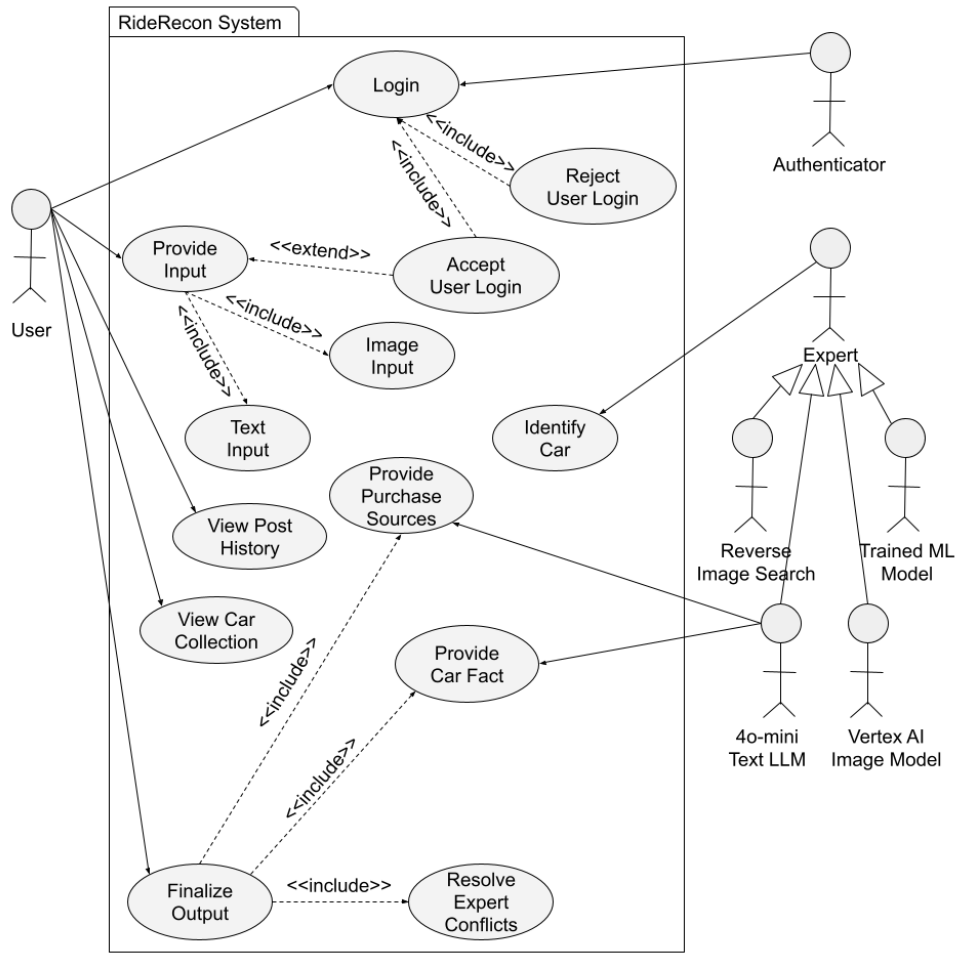 RideRecon System
Login
Authenticator
<<include>>
<<include>>
Reject
User Login
User
Provide
Input
<<extend>>
Accept
User Login
<<include>>
<<include>>
Image
Input
Expert
Text
Input
Identify
Car
Provide
Purchase
Sources
View Post
History
Reverse
Image Search
Trained ML
Model
View Car
Collection
<<include>>
Provide
Car Fact
4o-mini
Text LLM
Vertex AI
Image Model
<<include>>
Finalize
Output
<<include>>
Resolve
Expert
Conflicts